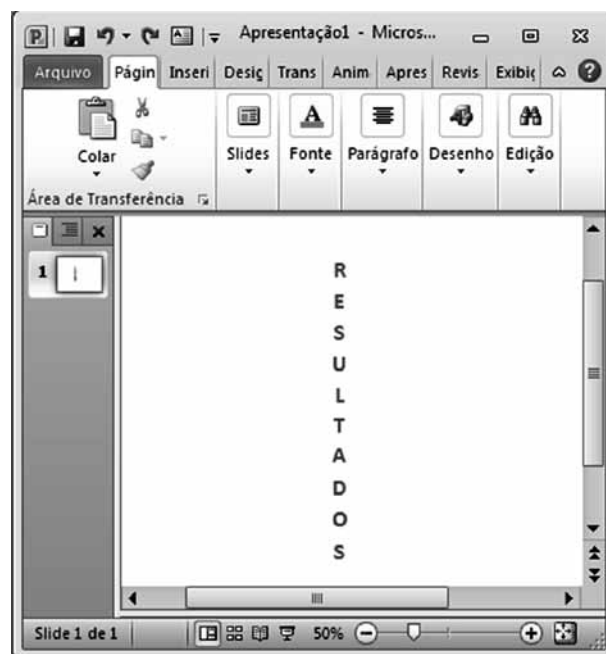 Apresentação1 - Micros...
Arquivo Págin Inseri Desig Trans Anim Apres Revis Exibiç
Colar Slides Fonte Parágrafo Desenho Edição
Área de Transferência
1
R
E
S
U
L
T
A
D
O
S
Slide 1 de 1 50%